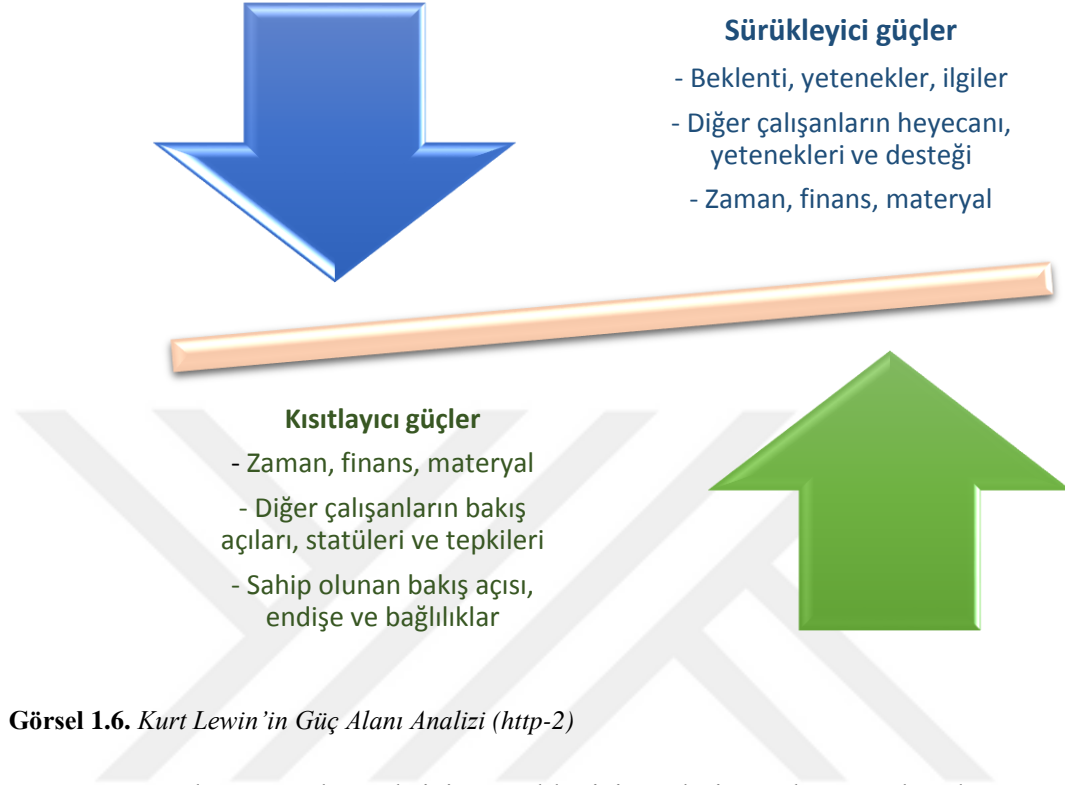 Sürükleyici güçler
- Beklenti, yetenekler, ilgiler
- Diğer çalışanların heyecanı,
yetenekleri ve desteği
- Zaman, finans, materyal
Kısıtlayıcı güçler
- Zaman, finans, materyal
- Diğer çalışanların bakış
açıları, statüleri ve tepkileri
- Sahip olunan bakış açısı,
endişe ve bağlılıklar
Görsel 1.6. Kurt Lewin’in Güç Alanı Analizi (http-2)